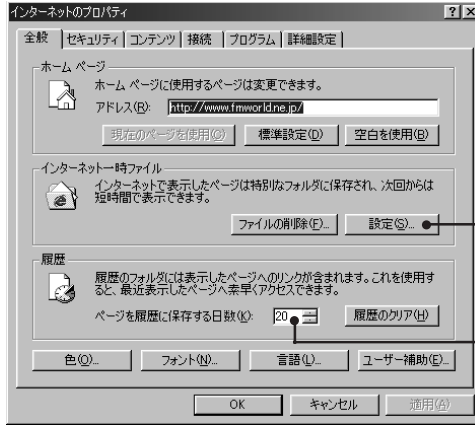 インターネットのプロパティ
全般 セキュリティ コンテンツ 接続 プログラム 詳細設定
ホーム ページ
ホーム ページに使用するページは変更できます。
アドレス(R): http://www.fmworld.ne.jp/
現在のページを使用(C) 標準設定(D) 空白を使用(B)
インターネット一時ファイル
インターネットで表示したページは特別なフォルダに保存され、次回からは
短時間で表示できます。
ファイルの削除(F)... 設定(S)...
履歴
履歴のフォルダには表示したページへのリンクが含まれます。これを使用す
ると、最近表示したページへ素早くアクセスできます。
ページを履歴に保存する日数(K): 20 履歴のクリア(H)
色(O)... フォント(N)... 言語(L)... ユーザー補助(E)...
OK キャンセル 適用(A)